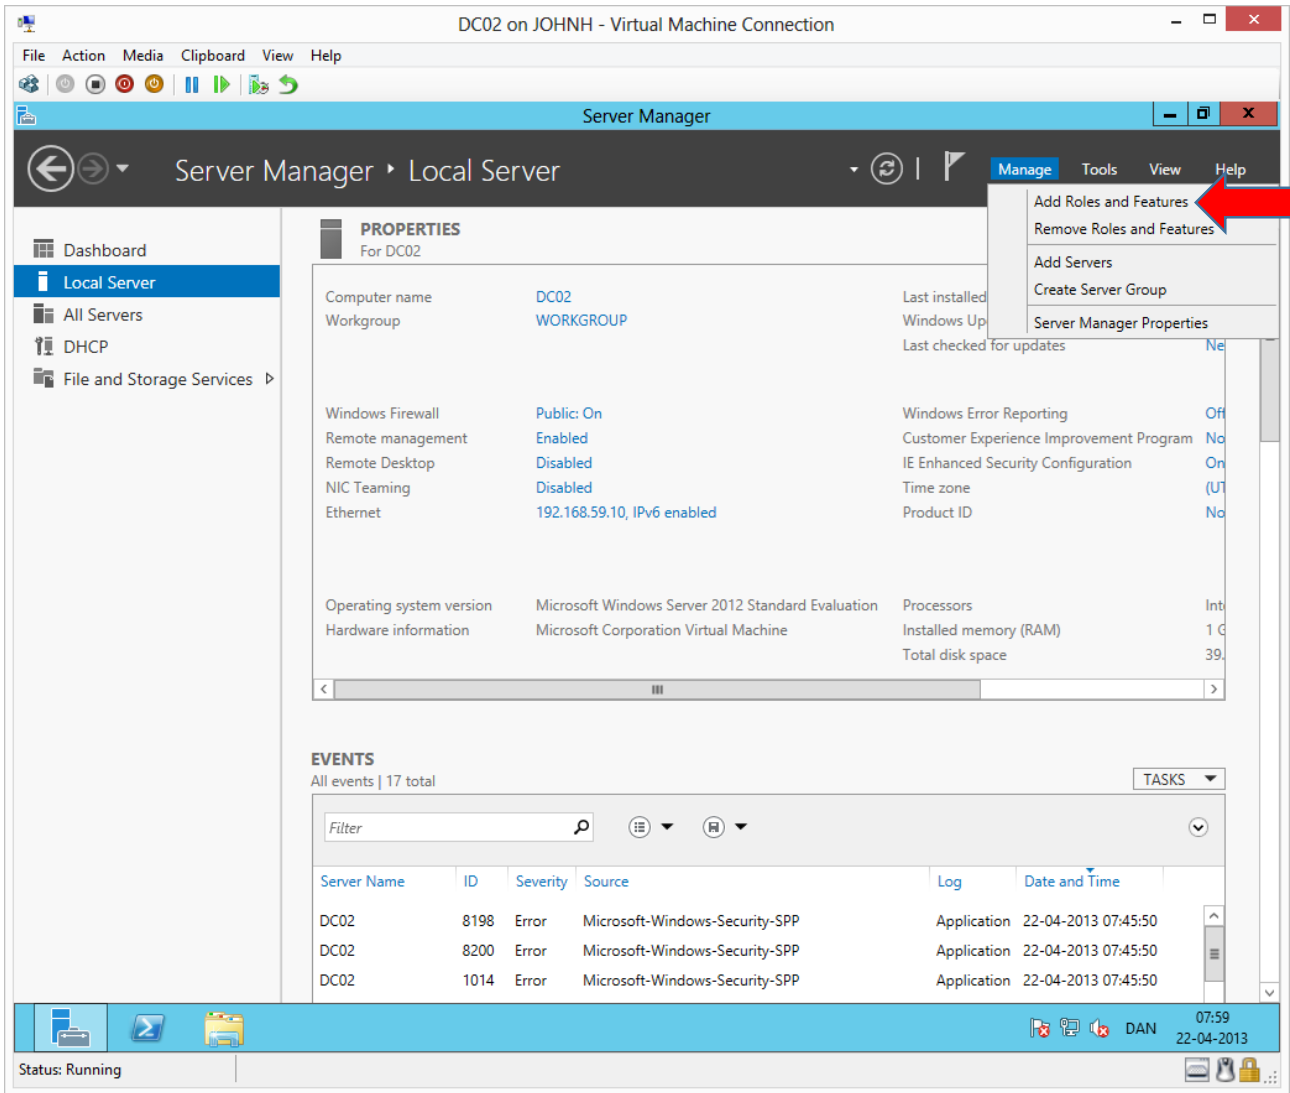 DC02 on JOHNH - Virtual Machine Connection
File Action Media Clipboard View Help
Server Manager
Server Manager Local Server
Manage Tools View Help
Add Roles and Features
Remove Roles and Features
Add Servers
Create Server Group
Server Manager Properties
Dashboard
Local Server
All Servers
DHCP
File and Storage Services
PROPERTIES
For DC02
Computer name DC02 Last installed
Workgroup WORKGROUP Windows Up
Last checked for updates Ne
Windows Firewall Public: On Windows Error Reporting Off
Remote management Enabled Customer Experience Improvement Program No
Remote Desktop Disabled IE Enhanced Security Configuration On
NIC Teaming Disabled Time zone (UT
Ethernet 192.168.59.10, IPv6 enabled Product ID No
Operating system version Microsoft Windows Server 2012 Standard Evaluation Processors Int
Hardware information Microsoft Corporation Virtual Machine Installed memory (RAM) 1 G
Total disk space 39.
EVENTS
All events | 17 total
TASKS
Filter
Server Name ID Severity Source Log Date and Time
DC02 8198 Error Microsoft-Windows-Security-SPP Application 22-04-2013 07:45:50
DC02 8200 Error Microsoft-Windows-Security-SPP Application 22-04-2013 07:45:50
DC02 1014 Error Microsoft-Windows-Security-SPP Application 22-04-2013 07:45:50
DAN
07:59
22-04-2013
Status: Running